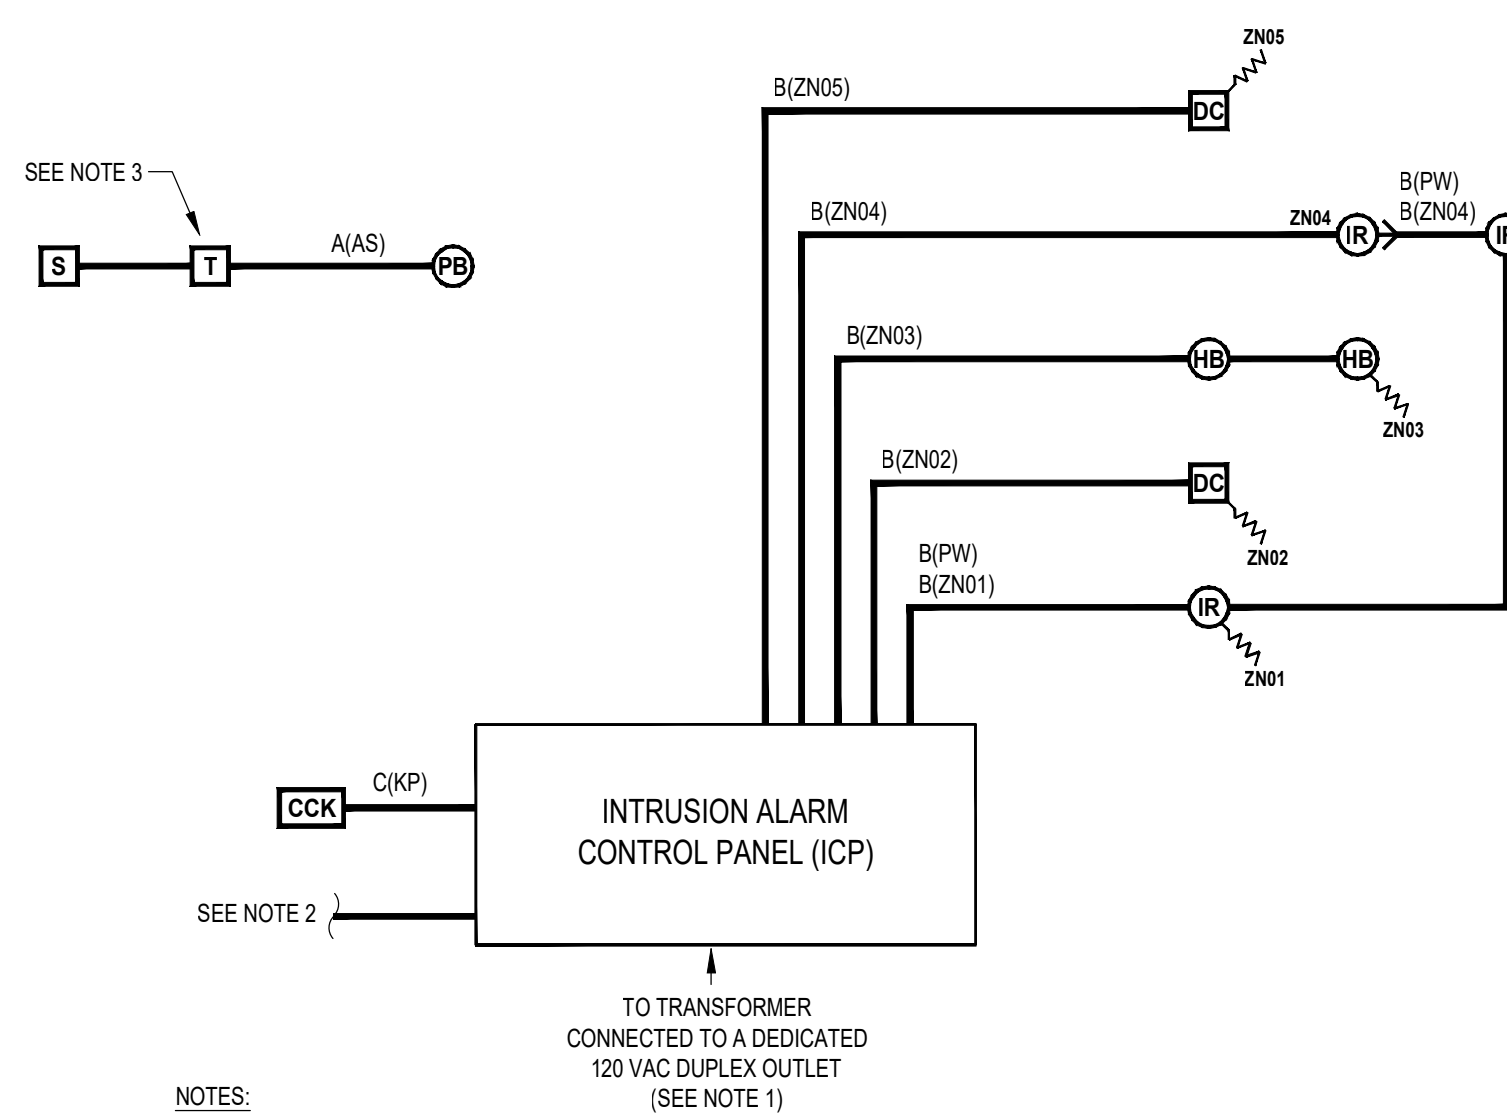 ZN05
B(ZN05)
DC
SEE NOTE 3
B(PW)
B(ZN04)
B(ZN04)
ZN04
IR
A(AS)
S
T
PB
B(ZN03)
HB
HB
ZN03
B(ZN02)
DC
ZN02
B(PW)
B(ZN01)
IR
ZN01
C(KP)
CCK
INTRUSION ALARM
CONTROL PANEL (ICP)
SEE NOTE 2
TO TRANSFORMER
CONNECTED TO A DEDICATED
120 VAC DUPLEX OUTLET
(SEE NOTE 1)
NOTES: